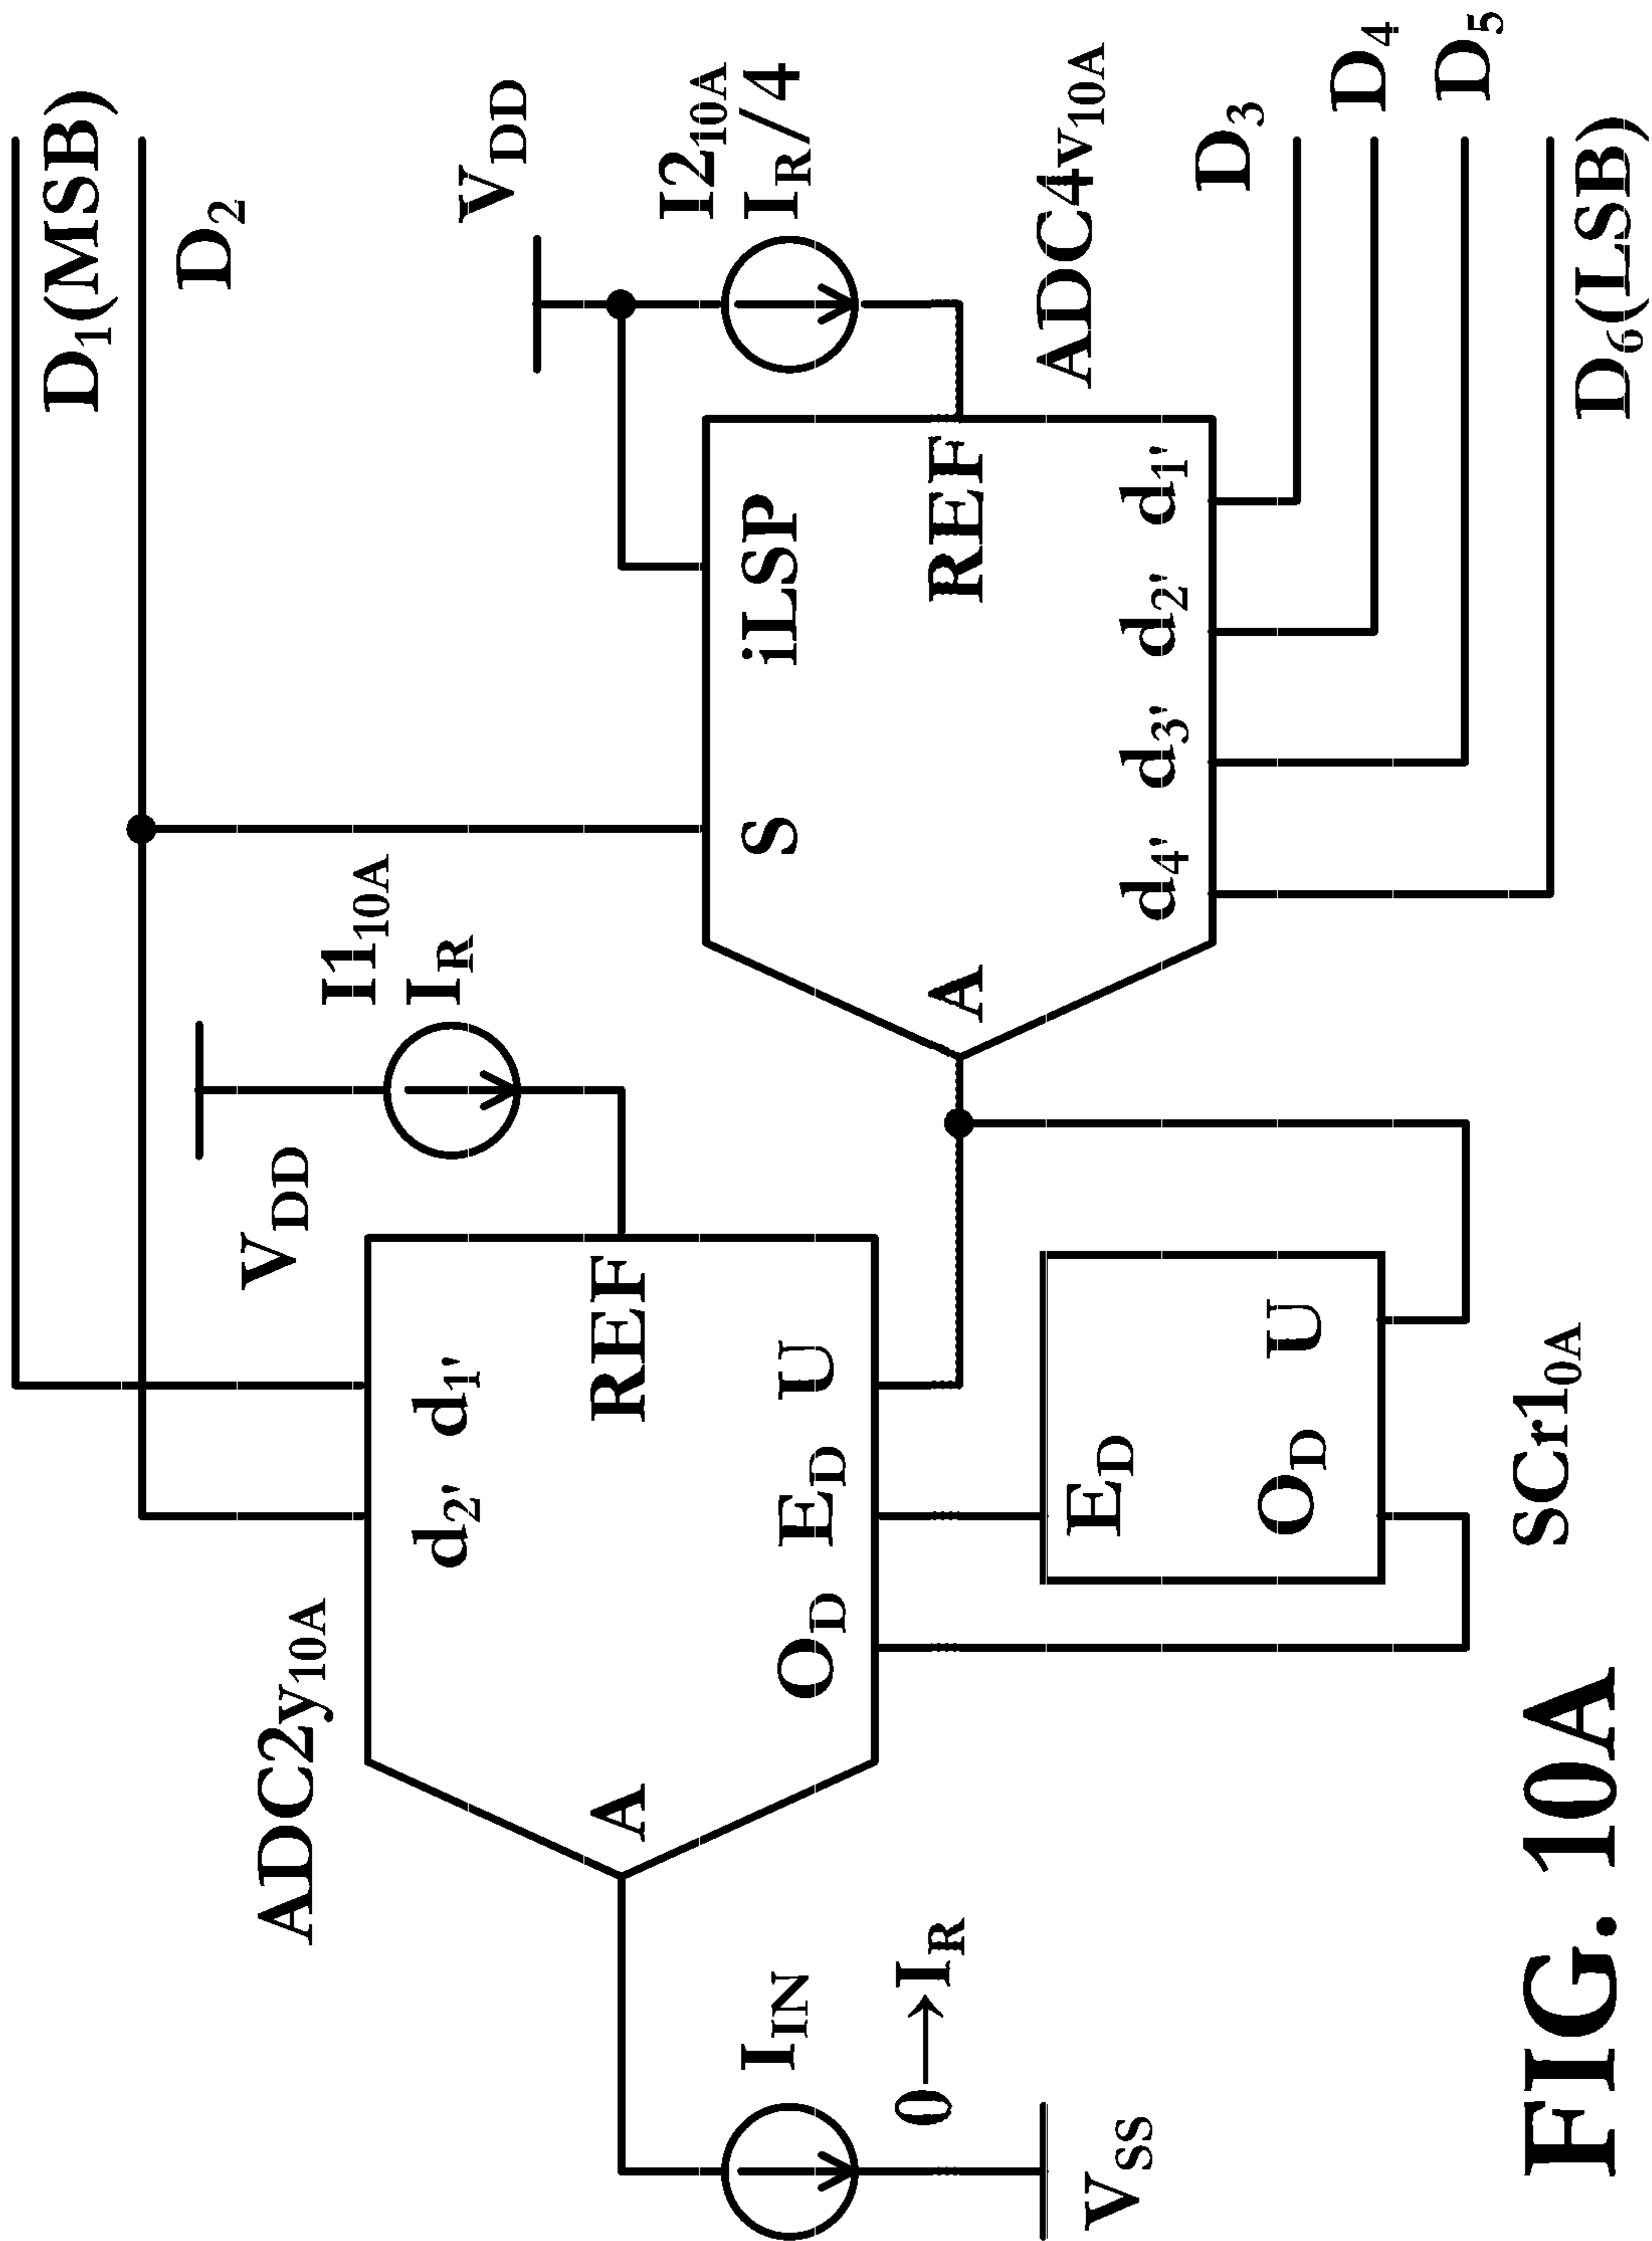 D1(MSB)
D2
VDD
I110A
IR
VDD
I210A
IR/4
ADC2y10A
A
d2' d1'
REF
OD ED U
IIN
0→IR
VSS
S iLSP
REF
A
d4' d3' d2' d1'
ADC4v10A
ED
OD U
SCr10A
D3
D4
D5
D6(LSB)
FIG. 10A